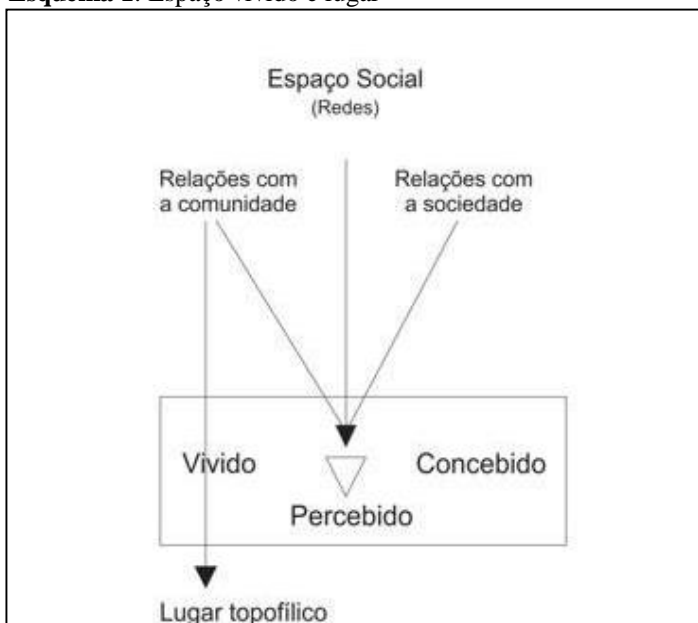 Esquema 1: Espaço vivido e lugar
Espaço Social
(Redes)
Relações com
a comunidade
Relações com
a sociedade
Vivido
Concebido
Percebido
Lugar topofílico